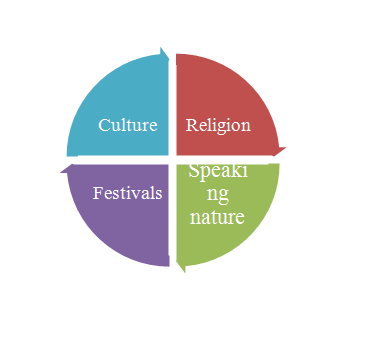 Culture
Religion
Speaki
ng
nature
Festivals